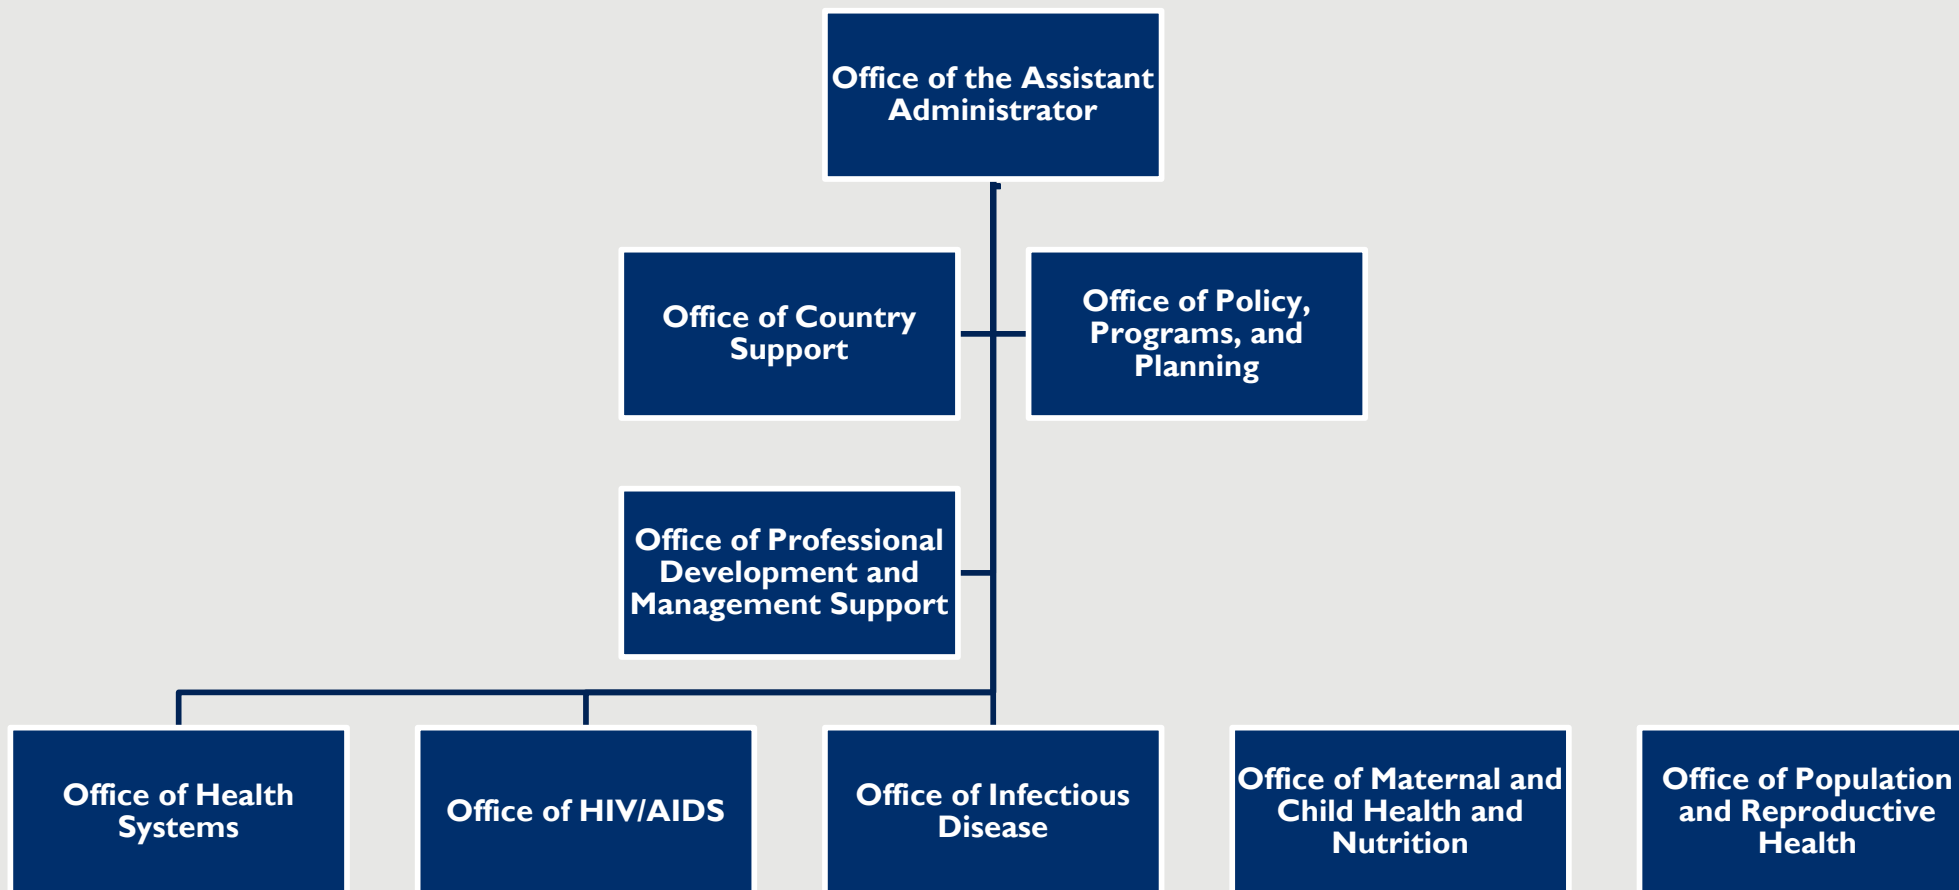 Office of the Assistant
Administrator
Office of Country
Support
Office of Policy,
Programs, and
Planning
Office of Professional
Development and
Management Support
Office of Health
Systems
Office of HIV/AIDS
Office of Infectious
Disease
Office of Maternal and
Child Health and
Nutrition
Office of Population
and Reproductive
Health